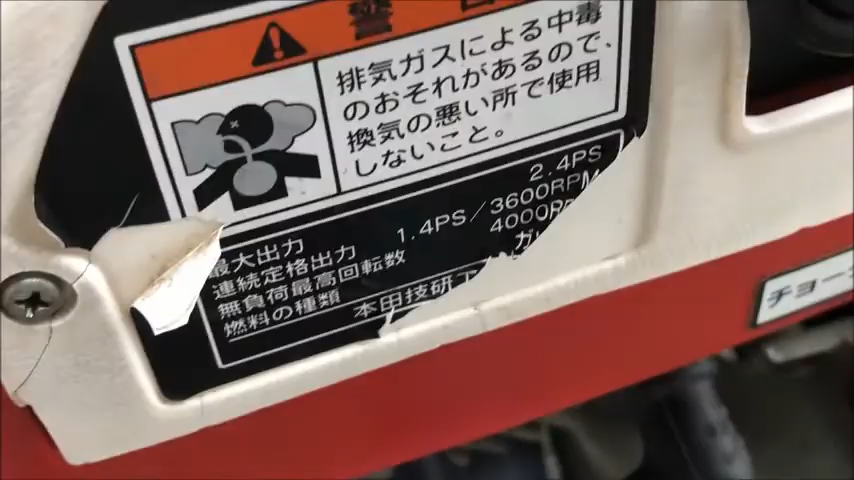 警告
排気ガスによる中毒
のおそれがあるので、
換気の悪い所で使用
しないこと。
最大出力 2.4PS
連続定格出力 1.4PS/3600RPM
無負荷最高回転数 4000
燃料の種類
本田技研
チョー